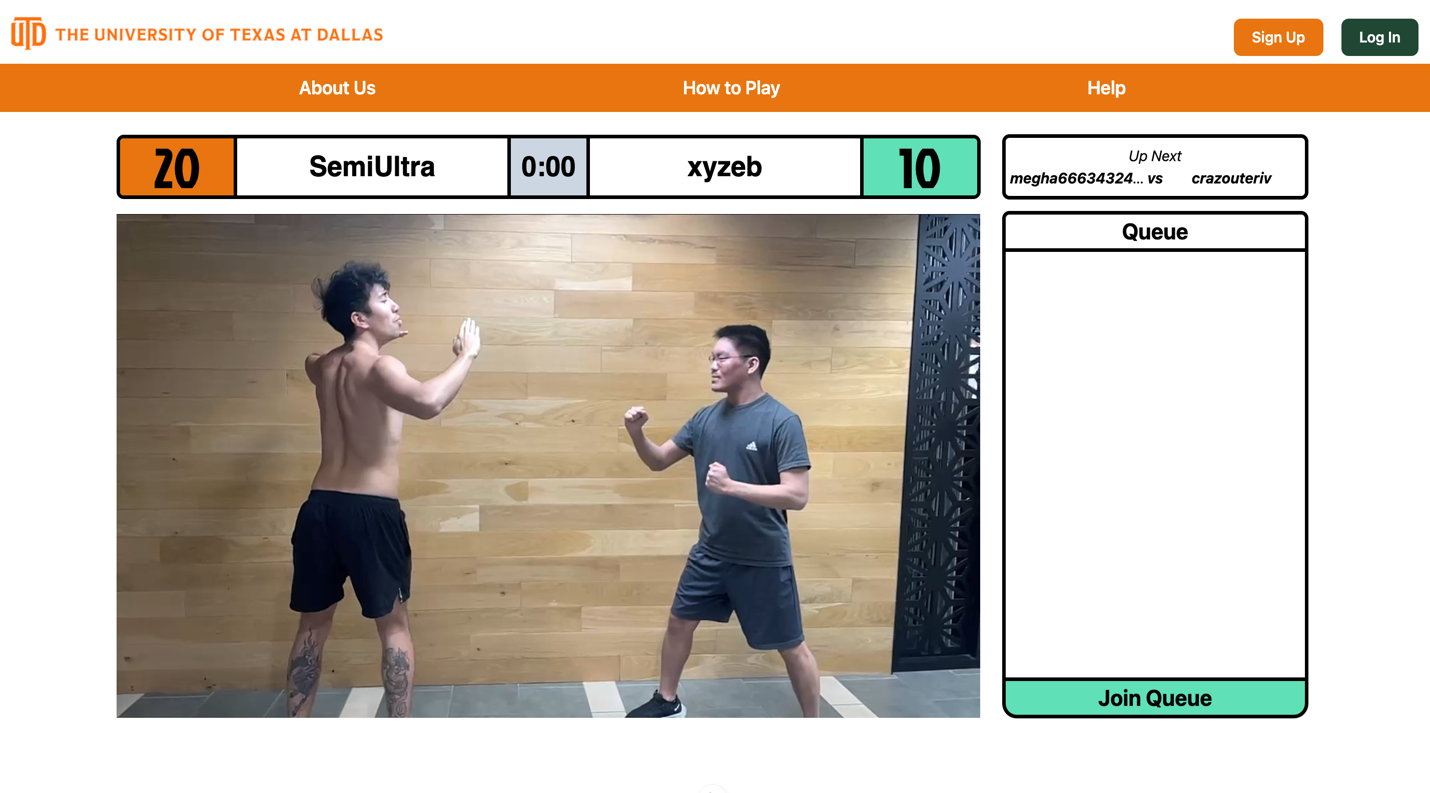 UTD THE UNIVERSITY OF TEXAS AT DALLAS
Sign Up
Log In
About Us
How to Play
Help
20
SemiUltra
0:00
xyzeb
10
Up Next
megha66634324... vs crazouteriv
Queue
Join Queue